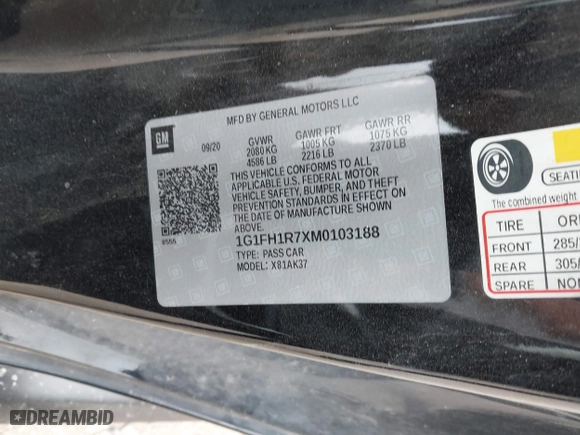 MFD BY GENERAL MOTORS LLC
GM
09/20
GVWR GAWR FRT GAWR RR
2080 KG 1005 KG 1075 KG
4586 LB 2216 LB 2370 LB
THIS VEHICLE CONFORMS TO ALL
APPLICABLE U.S. FEDERAL MOTOR
VEHICLE SAFETY, BUMPER, AND THEFT
PREVENTION STANDARDS IN EFFECT ON
THE DATE OF MANUFACTURE SHOWN
ABOVE.
1G1FH1R7XM0103188
TYPE: PASS CAR
MODEL: X81AK37
SEATIN
The combined weight
TIRE OR
FRONT 285/
REAR 305/
SPARE NON
DREAMBID